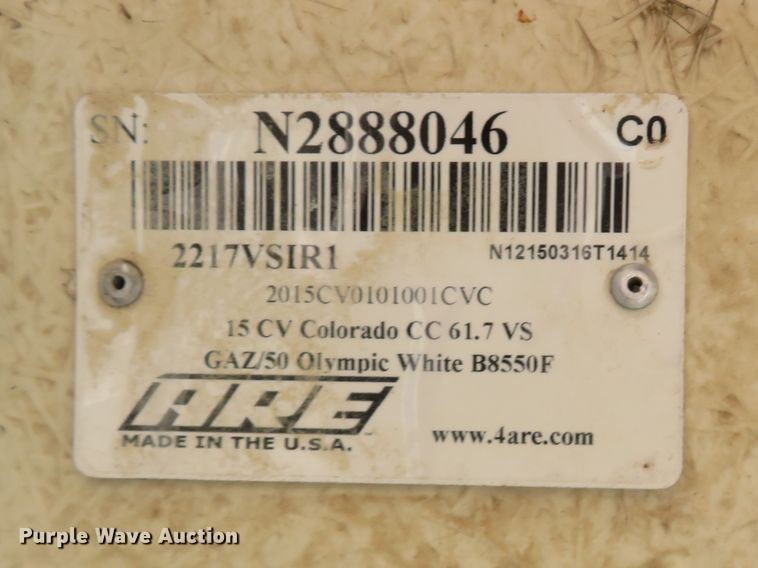 SN: N2888046 C0
2217VSIR1 N12150316T1414
2015CV0101001CVC
15 CV Colorado CC 61.7 VS
GAZ/50 Olympic White B8550F
ARE
MADE IN THE U.S.A. www.4are.com
Purple Wave Auction